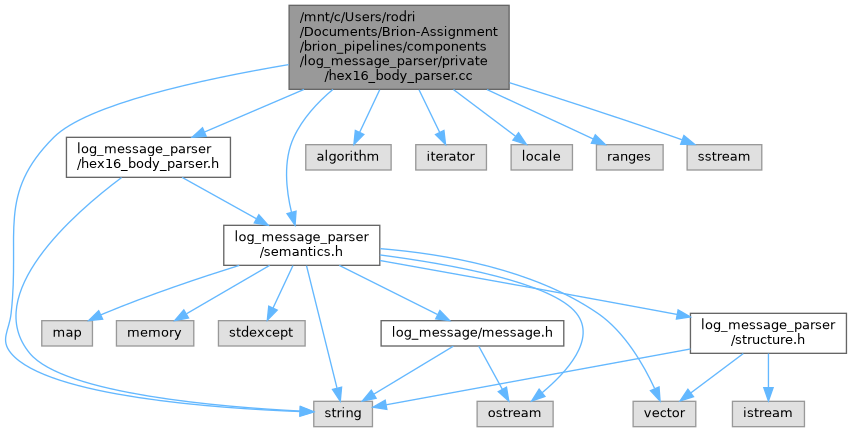 /mnt/c/Users/rodri
/Documents/Brion-Assignment
/brion_pipelines/components
/log_message_parser/private
/hex16_body_parser.cc
log_message_parser
/hex16_body_parser.h
algorithm
iterator
locale
ranges
sstream
log_message_parser
/semantics.h
map
memory
stdexcept
log_message/message.h
log_message_parser
/structure.h
string
ostream
vector
istream